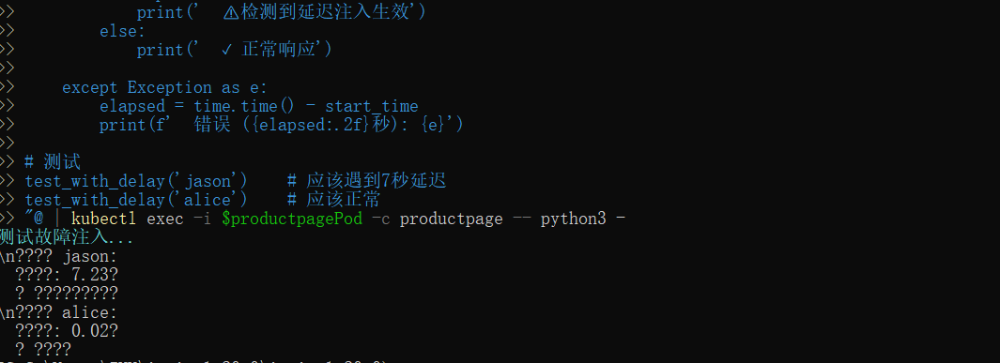 >>             print('  ⚠检测到延迟注入生效')
>>         else:
>>             print('  ✓ 正常响应')
>>
>>     except Exception as e:
>>         elapsed = time.time() - start_time
>>         print(f'  错误 ({elapsed:.2f}秒): {e}')
>>
>> # 测试
>> test_with_delay('jason')    # 应该遇到7秒延迟
>> test_with_delay('alice')    # 应该正常
>> "@ | kubectl exec -i $productpagePod -c productpage -- python3 -
测试故障注入...
\n???? jason:
  ????: 7.23?
  ? ?????????
\n???? alice:
  ????: 0.02?
  ? ????